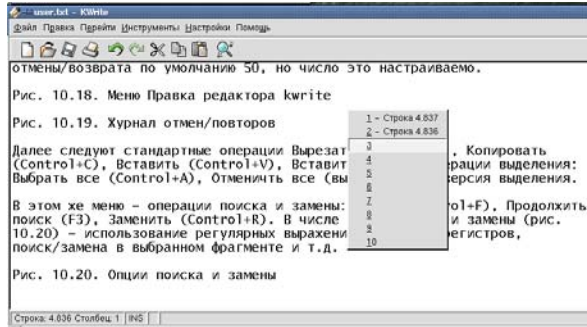 user.txt - KWrite
Файл Правка Перейти Инструменты Настройки Помощь
отмены/возврата по умолчанию 50, но число это настраиваемо.
Рис. 10.18. Меню Правка редактора kwrite
Рис. 10.19. Журнал отмен/повторов
Далее следуют стандартные операции Вырезат , Копировать
(Control+C), Вставить (Control+V), Вставит рации выделения:
Выбрать все (Control+A), Отменичть все (вы ерсия выделения.
В этом же меню - операции поиска и замены: ol+F), Продолжить
поиск (F3), Заменить (Control+R). В числе и замены (рис.
10.20) - использование регулярных выражени егистров,
поиск/замена в выбранном фрагменте и т.д.
Рис. 10.20. Опции поиска и замены
1 - Строка 4.837
2 - Строка 4.836
3
4
5
6
7
8
9
10
Строка: 4.836 Столбец: 1 INS